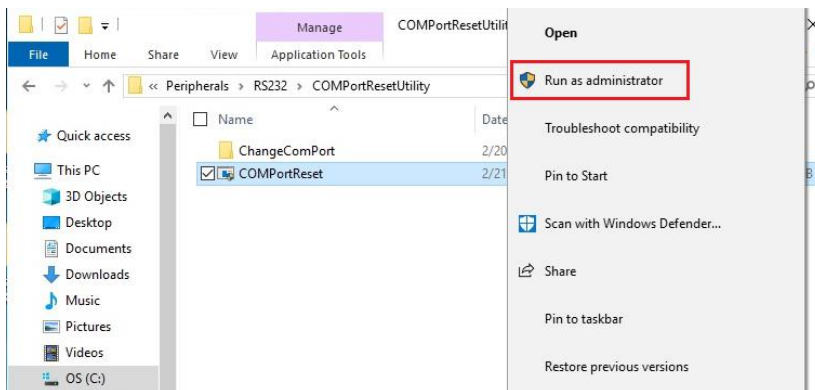 Manage
COMPortResetUtilit
File Home Share View Application Tools
« Peripherals › RS232 › COMPortResetUtility
Name Date
Quick access
ChangeComPort 2/20
This PC
COMPortReset 2/21
3D Objects
Desktop
Documents
Downloads
Music
Pictures
Videos
OS (C:)
Open
Run as administrator
Troubleshoot compatibility
Pin to Start
Scan with Windows Defender...
Share
Pin to taskbar
Restore previous versions